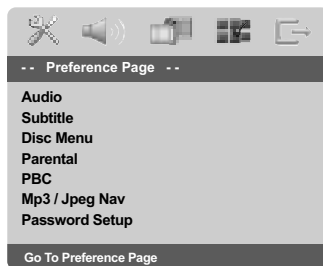 - -  Preference Page  - -
Audio
Subtitle
Disc Menu
Parental
PBC
Mp3 / Jpeg Nav
Password Setup
Go To Preference Page